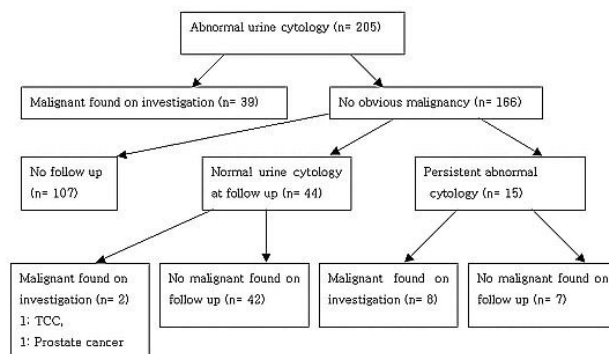 Abnormal urine cytology (n= 205)
Malignant found on investigation (n= 39)
No obvious malignancy (n= 166)
No follow up
(n= 107)
Normal urine cytology
at follow up (n= 44)
Persistent abnormal
cytology (n= 15)
Malignant found on
investigation (n= 2)
1: TCC,
1: Prostate cancer
No malignant found on
follow up (n= 42)
Malignant found on
investigation (n= 8)
No malignant found on
follow up (n= 7)